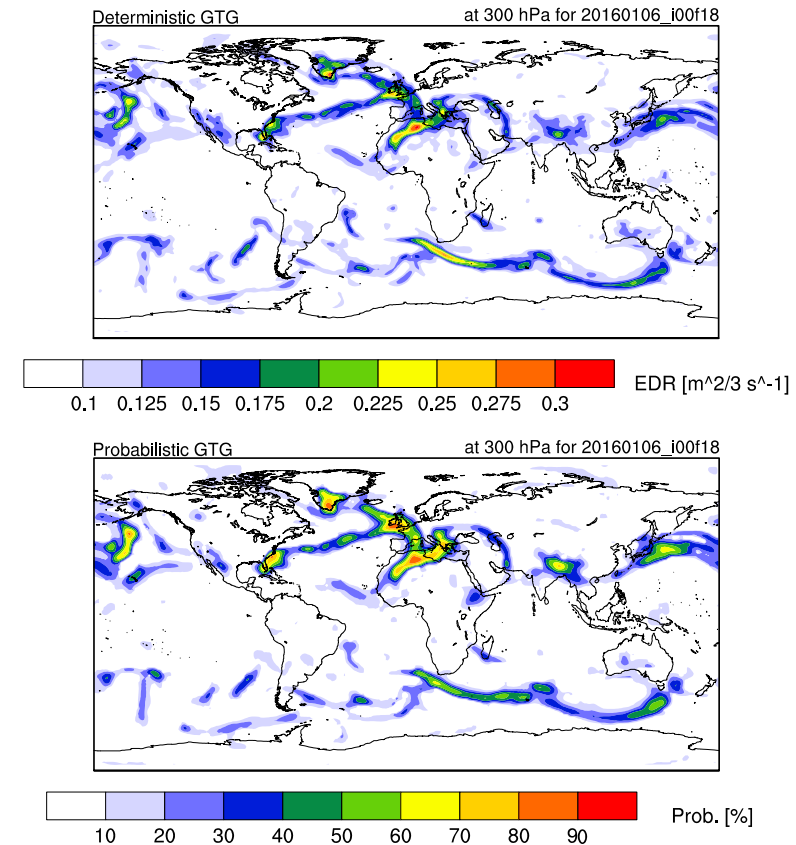 Deterministic GTG at 300 hPa for 20160106_i00f18
0.1 0.125 0.15 0.175 0.2 0.225 0.25 0.275 0.3 EDR [m^2/3 s^-1]
Probabilistic GTG at 300 hPa for 20160106_i00f18
10 20 30 40 50 60 70 80 90 Prob. [%]